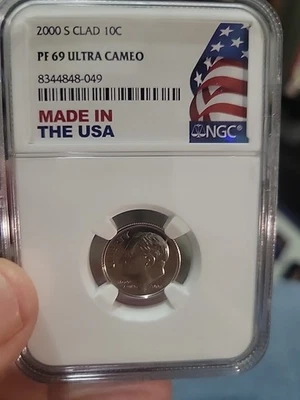 2000 S CLAD 10C
PF 69 ULTRA CAMEO
8344848-049
MADE IN
THE USA
NGC